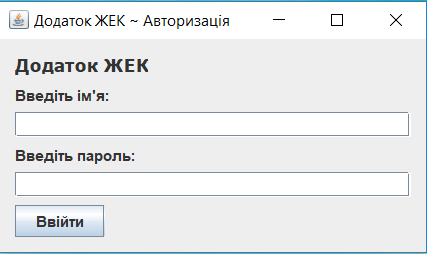 Додаток ЖЕК ~ Авторизація
Додаток ЖЕК
Введіть ім'я:
Введіть пароль:
Ввійти